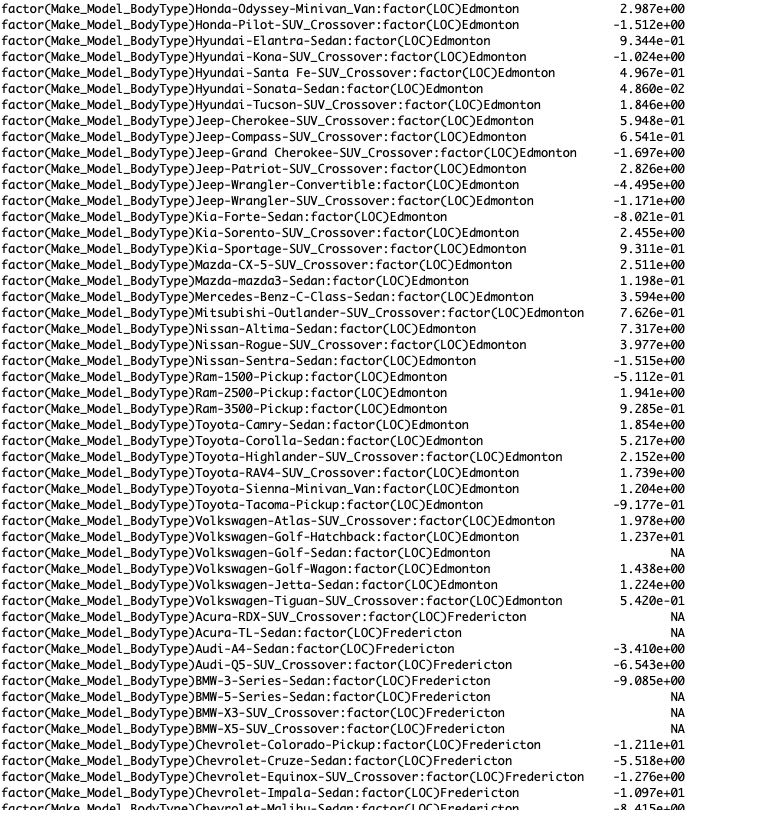 factor(Make_Model_BodyType)Honda-Odyssey-Minivan_Van:factor(LOC)Edmonton 2.987e+00
factor(Make_Model_BodyType)Honda-Pilot-SUV_Crossover:factor(LOC)Edmonton -1.512e+00
factor(Make_Model_BodyType)Hyundai-Elantra-Sedan:factor(LOC)Edmonton 9.344e-01
factor(Make_Model_BodyType)Hyundai-Kona-SUV_Crossover:factor(LOC)Edmonton -1.024e+00
factor(Make_Model_BodyType)Hyundai-Santa Fe-SUV_Crossover:factor(LOC)Edmonton 4.967e-01
factor(Make_Model_BodyType)Hyundai-Sonata-Sedan:factor(LOC)Edmonton 4.860e-02
factor(Make_Model_BodyType)Hyundai-Tucson-SUV_Crossover:factor(LOC)Edmonton 1.846e+00
factor(Make_Model_BodyType)Jeep-Cherokee-SUV_Crossover:factor(LOC)Edmonton 5.948e-01
factor(Make_Model_BodyType)Jeep-Compass-SUV_Crossover:factor(LOC)Edmonton 6.541e-01
factor(Make_Model_BodyType)Jeep-Grand Cherokee-SUV_Crossover:factor(LOC)Edmonton -1.697e+00
factor(Make_Model_BodyType)Jeep-Patriot-SUV_Crossover:factor(LOC)Edmonton 2.826e+00
factor(Make_Model_BodyType)Jeep-Wrangler-Convertible:factor(LOC)Edmonton -4.495e+00
factor(Make_Model_BodyType)Jeep-Wrangler-SUV_Crossover:factor(LOC)Edmonton -1.171e+00
factor(Make_Model_BodyType)Kia-Forte-Sedan:factor(LOC)Edmonton -8.021e-01
factor(Make_Model_BodyType)Kia-Sorento-SUV_Crossover:factor(LOC)Edmonton 2.455e+00
factor(Make_Model_BodyType)Kia-Sportage-SUV_Crossover:factor(LOC)Edmonton 9.311e-01
factor(Make_Model_BodyType)Mazda-CX-5-SUV_Crossover:factor(LOC)Edmonton 2.511e+00
factor(Make_Model_BodyType)Mazda-mazda3-Sedan:factor(LOC)Edmonton 1.198e-01
factor(Make_Model_BodyType)Mercedes-Benz-C-Class-Sedan:factor(LOC)Edmonton 3.594e+00
factor(Make_Model_BodyType)Mitsubishi-Outlander-SUV_Crossover:factor(LOC)Edmonton 7.626e-01
factor(Make_Model_BodyType)Nissan-Altima-Sedan:factor(LOC)Edmonton 7.317e+00
factor(Make_Model_BodyType)Nissan-Rogue-SUV_Crossover:factor(LOC)Edmonton 3.977e+00
factor(Make_Model_BodyType)Nissan-Sentra-Sedan:factor(LOC)Edmonton -1.515e+00
factor(Make_Model_BodyType)Ram-1500-Pickup:factor(LOC)Edmonton -5.112e-01
factor(Make_Model_BodyType)Ram-2500-Pickup:factor(LOC)Edmonton 1.941e+00
factor(Make_Model_BodyType)Ram-3500-Pickup:factor(LOC)Edmonton 9.285e-01
factor(Make_Model_BodyType)Toyota-Camry-Sedan:factor(LOC)Edmonton 1.854e+00
factor(Make_Model_BodyType)Toyota-Corolla-Sedan:factor(LOC)Edmonton 5.217e+00
factor(Make_Model_BodyType)Toyota-Highlander-SUV_Crossover:factor(LOC)Edmonton 2.152e+00
factor(Make_Model_BodyType)Toyota-RAV4-SUV_Crossover:factor(LOC)Edmonton 1.739e+00
factor(Make_Model_BodyType)Toyota-Sienna-Minivan_Van:factor(LOC)Edmonton 1.204e+00
factor(Make_Model_BodyType)Toyota-Tacoma-Pickup:factor(LOC)Edmonton -9.177e-01
factor(Make_Model_BodyType)Volkswagen-Atlas-SUV_Crossover:factor(LOC)Edmonton 1.978e+00
factor(Make_Model_BodyType)Volkswagen-Golf-Hatchback:factor(LOC)Edmonton 1.237e+01
factor(Make_Model_BodyType)Volkswagen-Golf-Sedan:factor(LOC)Edmonton NA
factor(Make_Model_BodyType)Volkswagen-Golf-Wagon:factor(LOC)Edmonton 1.438e+00
factor(Make_Model_BodyType)Volkswagen-Jetta-Sedan:factor(LOC)Edmonton 1.224e+00
factor(Make_Model_BodyType)Volkswagen-Tiguan-SUV_Crossover:factor(LOC)Edmonton 5.420e-01
factor(Make_Model_BodyType)Acura-RDX-SUV_Crossover:factor(LOC)Fredericton NA
factor(Make_Model_BodyType)Acura-TL-Sedan:factor(LOC)Fredericton NA
factor(Make_Model_BodyType)Audi-A4-Sedan:factor(LOC)Fredericton -3.410e+00
factor(Make_Model_BodyType)Audi-Q5-SUV_Crossover:factor(LOC)Fredericton -6.543e+00
factor(Make_Model_BodyType)BMW-3-Series-Sedan:factor(LOC)Fredericton -9.085e+00
factor(Make_Model_BodyType)BMW-5-Series-Sedan:factor(LOC)Fredericton NA
factor(Make_Model_BodyType)BMW-X3-SUV_Crossover:factor(LOC)Fredericton NA
factor(Make_Model_BodyType)BMW-X5-SUV_Crossover:factor(LOC)Fredericton NA
factor(Make_Model_BodyType)Chevrolet-Colorado-Pickup:factor(LOC)Fredericton -1.211e+01
factor(Make_Model_BodyType)Chevrolet-Cruze-Sedan:factor(LOC)Fredericton -5.518e+00
factor(Make_Model_BodyType)Chevrolet-Equinox-SUV_Crossover:factor(LOC)Fredericton -1.276e+00
factor(Make_Model_BodyType)Chevrolet-Impala-Sedan:factor(LOC)Fredericton -1.097e+01
factor(Make_Model_BodyType)Chevrolet-Malibu-Sedan:factor(LOC)Fredericton -8.415e+00